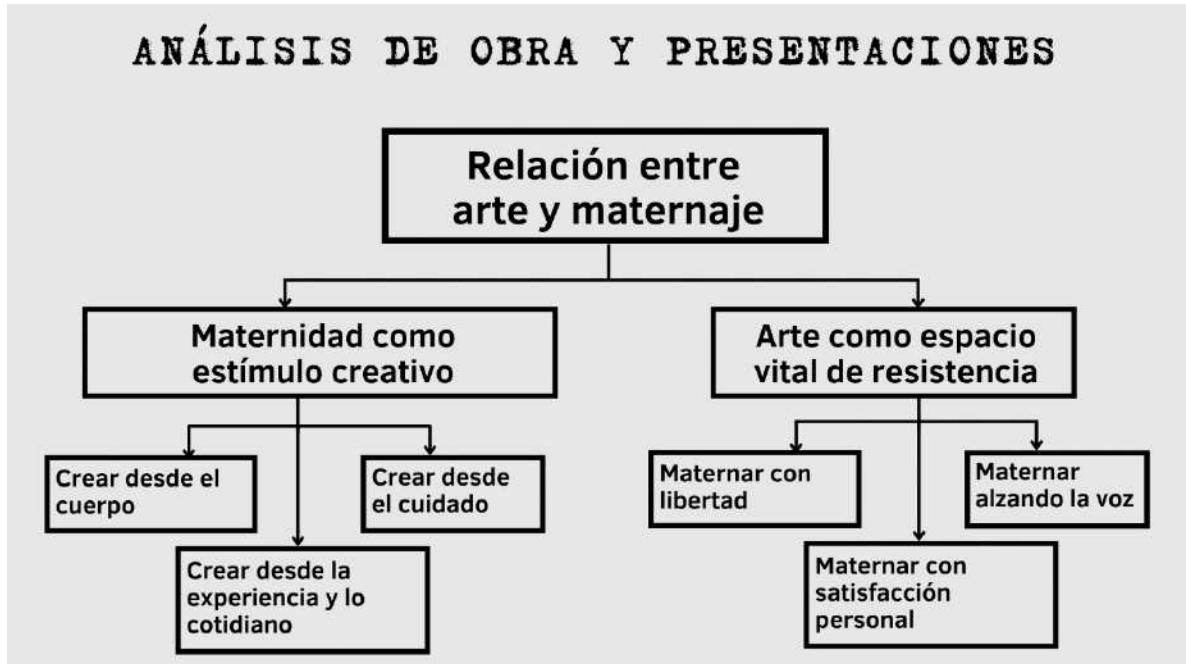 ANÁLISIS DE OBRA Y PRESENTACIONES
Relación entre
arte y maternaje
Maternidad como
estímulo creativo
Arte como espacio
vital de resistencia
Crear desde el
cuerpo
Crear desde
el cuidado
Crear desde la
experiencia y lo
cotidiano
Maternar con
libertad
Maternar
alzando la voz
Maternar con
satisfacción
personal